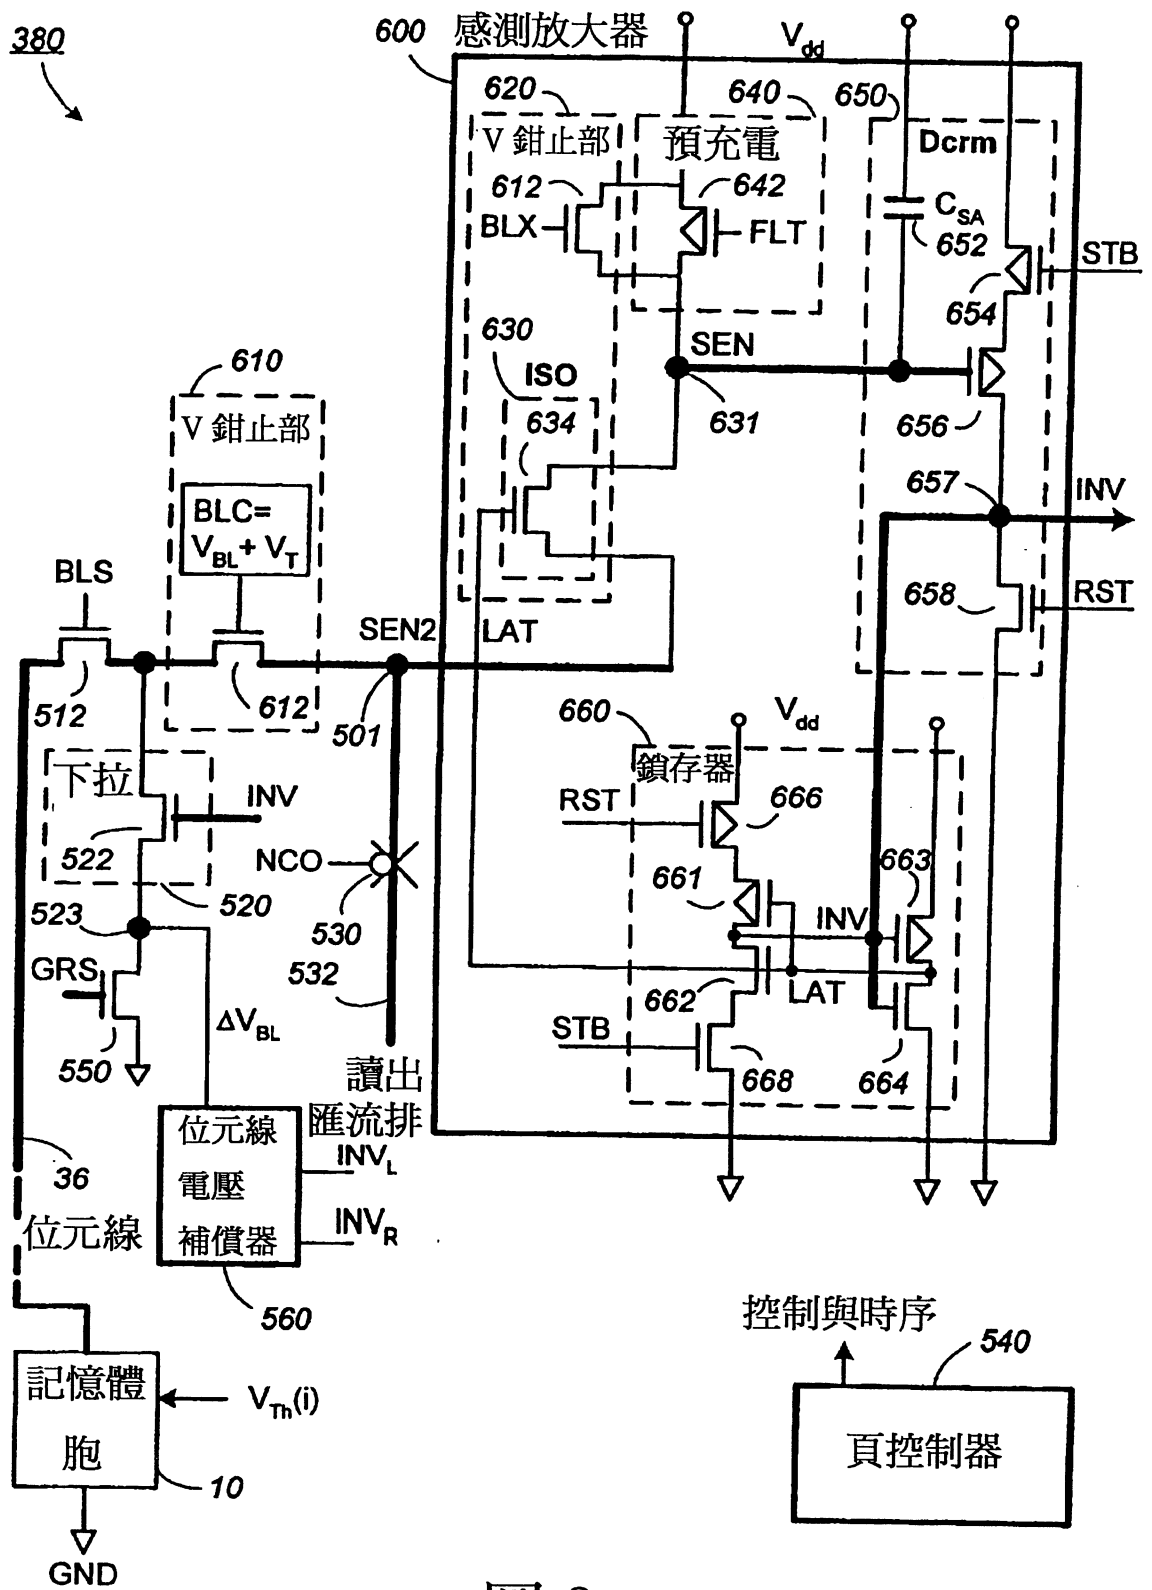 380
600
感測放大器
Vdd
620
V 鉗止部
612
BLX
640
預充電
642
FLT
650
Dcrm
CSA
652
654
STB
630
ISO
634
SEN
631
656
610
V 鉗止部
BLC=
VBL + VT
657
INV
BLS
512
612
SEN2
501
LAT
658
RST
下拉
522
INV
520
523
GRS
550
ΔVBL
NCO
530
532
讀出
匯流排
660
鎖存器
Vdd
RST
666
661
663
INV
662
LAT
STB
668
664
36
位元線
位元線
電壓
補償器
INVL
INVR
560
記憶體
胞
VTh(i)
10
GND
控制與時序
540
頁控制器